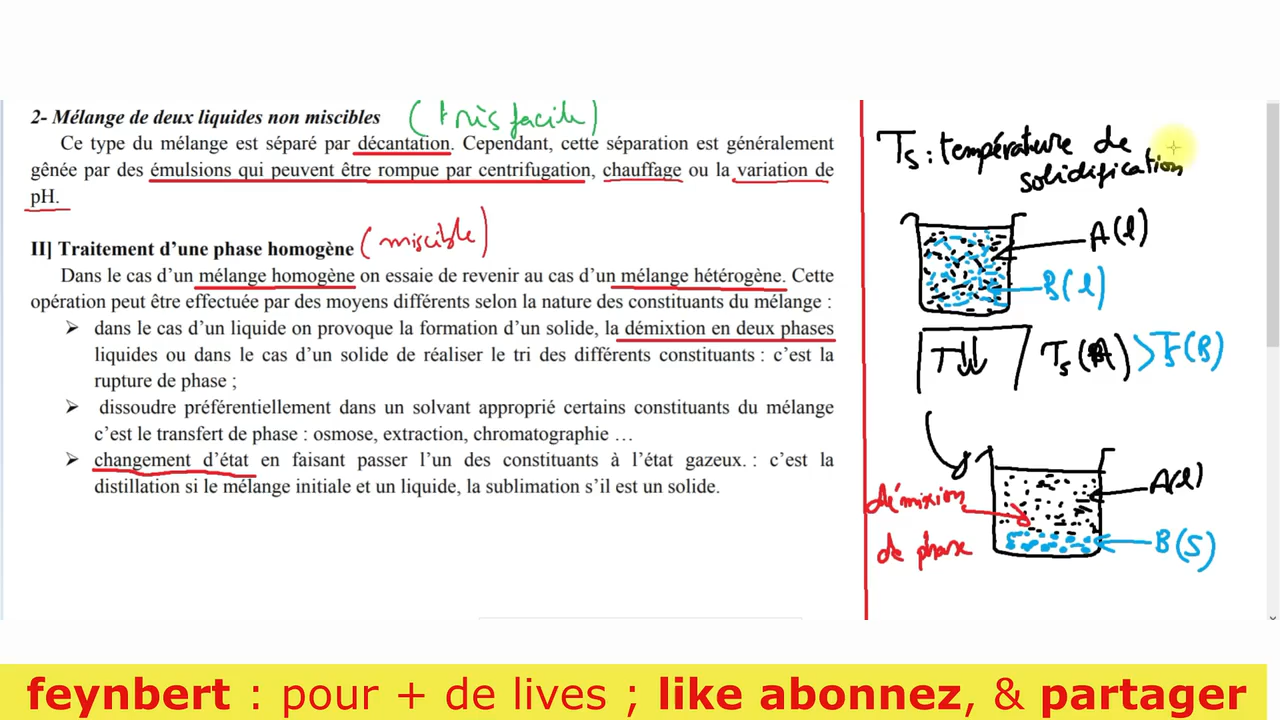 2- Mélange de deux liquides non miscibles (très facile)
Ce type du mélange est séparé par décantation. Cependant, cette séparation est généralement
gênée par des émulsions qui peuvent être rompue par centrifugation, chauffage ou la variation de
pH.
II] Traitement d'une phase homogène (miscible)
Dans le cas d'un mélange homogène on essaie de revenir au cas d'un mélange hétérogène. Cette
opération peut être effectuée par des moyens différents selon la nature des constituants du mélange :
➢ dans le cas d'un liquide on provoque la formation d'un solide, la démixtion en deux phases
liquides ou dans le cas d'un solide de réaliser le tri des différents constituants : c'est la
rupture de phase ;
➢ dissoudre préférentiellement dans un solvant approprié certains constituants du mélange
c'est le transfert de phase : osmose, extraction, chromatographie …
➢ changement d'état en faisant passer l'un des constituants à l'état gazeux. : c'est la
distillation si le mélange initiale et un liquide, la sublimation s'il est un solide.
Ts : température de
solidification
A(l)
B(l)
T↓↓ Ts(A) > Ts(B)
démixion
de phase
A(l)
B(S)
feynbert : pour + de lives ; like abonnez, & partager